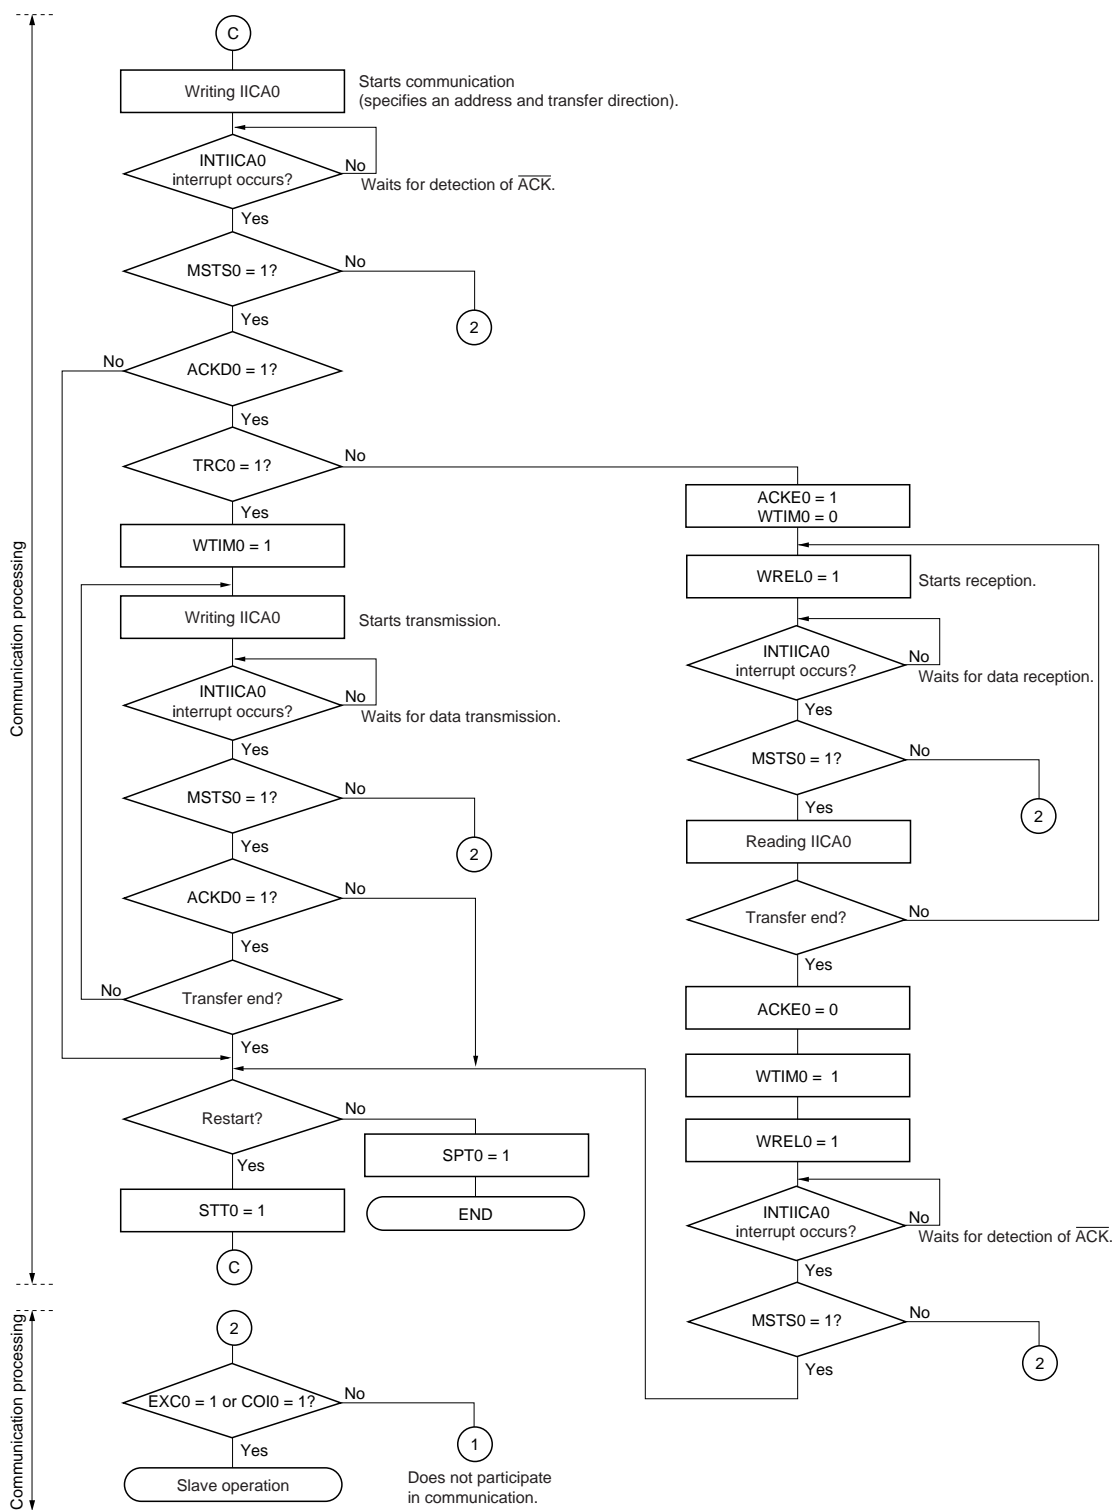 C
Writing IICA0
Starts communication
(specifies an address and transfer direction).
INTIICA0
interrupt occurs?
No
Waits for detection of ACK.
Yes
MSTS0 = 1?
No
2
Yes
ACKD0 = 1?
No
Yes
TRC0 = 1?
No
Yes
WTIM0 = 1
Writing IICA0
Starts transmission.
INTIICA0
interrupt occurs?
No
Waits for data transmission.
Yes
MSTS0 = 1?
No
2
Yes
ACKD0 = 1?
No
Yes
Transfer end?
No
Yes
Restart?
No
SPT0 = 1
END
Yes
STT0 = 1
C
ACKE0 = 1
WTIM0 = 0
WREL0 = 1
Starts reception.
INTIICA0
interrupt occurs?
No
Waits for data reception.
Yes
MSTS0 = 1?
No
2
Yes
Reading IICA0
Transfer end?
No
Yes
ACKE0 = 0
WTIM0 = 1
WREL0 = 1
INTIICA0
interrupt occurs?
No
Waits for detection of ACK.
Yes
MSTS0 = 1?
No
2
Yes
Communication processing
2
EXC0 = 1 or COI0 = 1?
No
1
Does not participate
in communication.
Yes
Slave operation
Communication processing